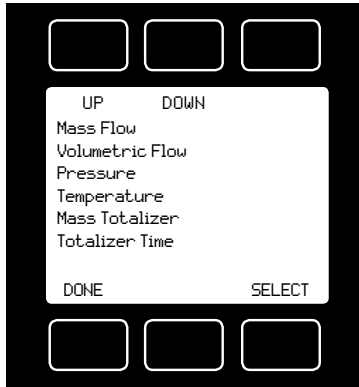 UP DOWN
Mass Flow
Volumetric Flow
Pressure
Temperature
Mass Totalizer
Totalizer Time
DONE SELECT